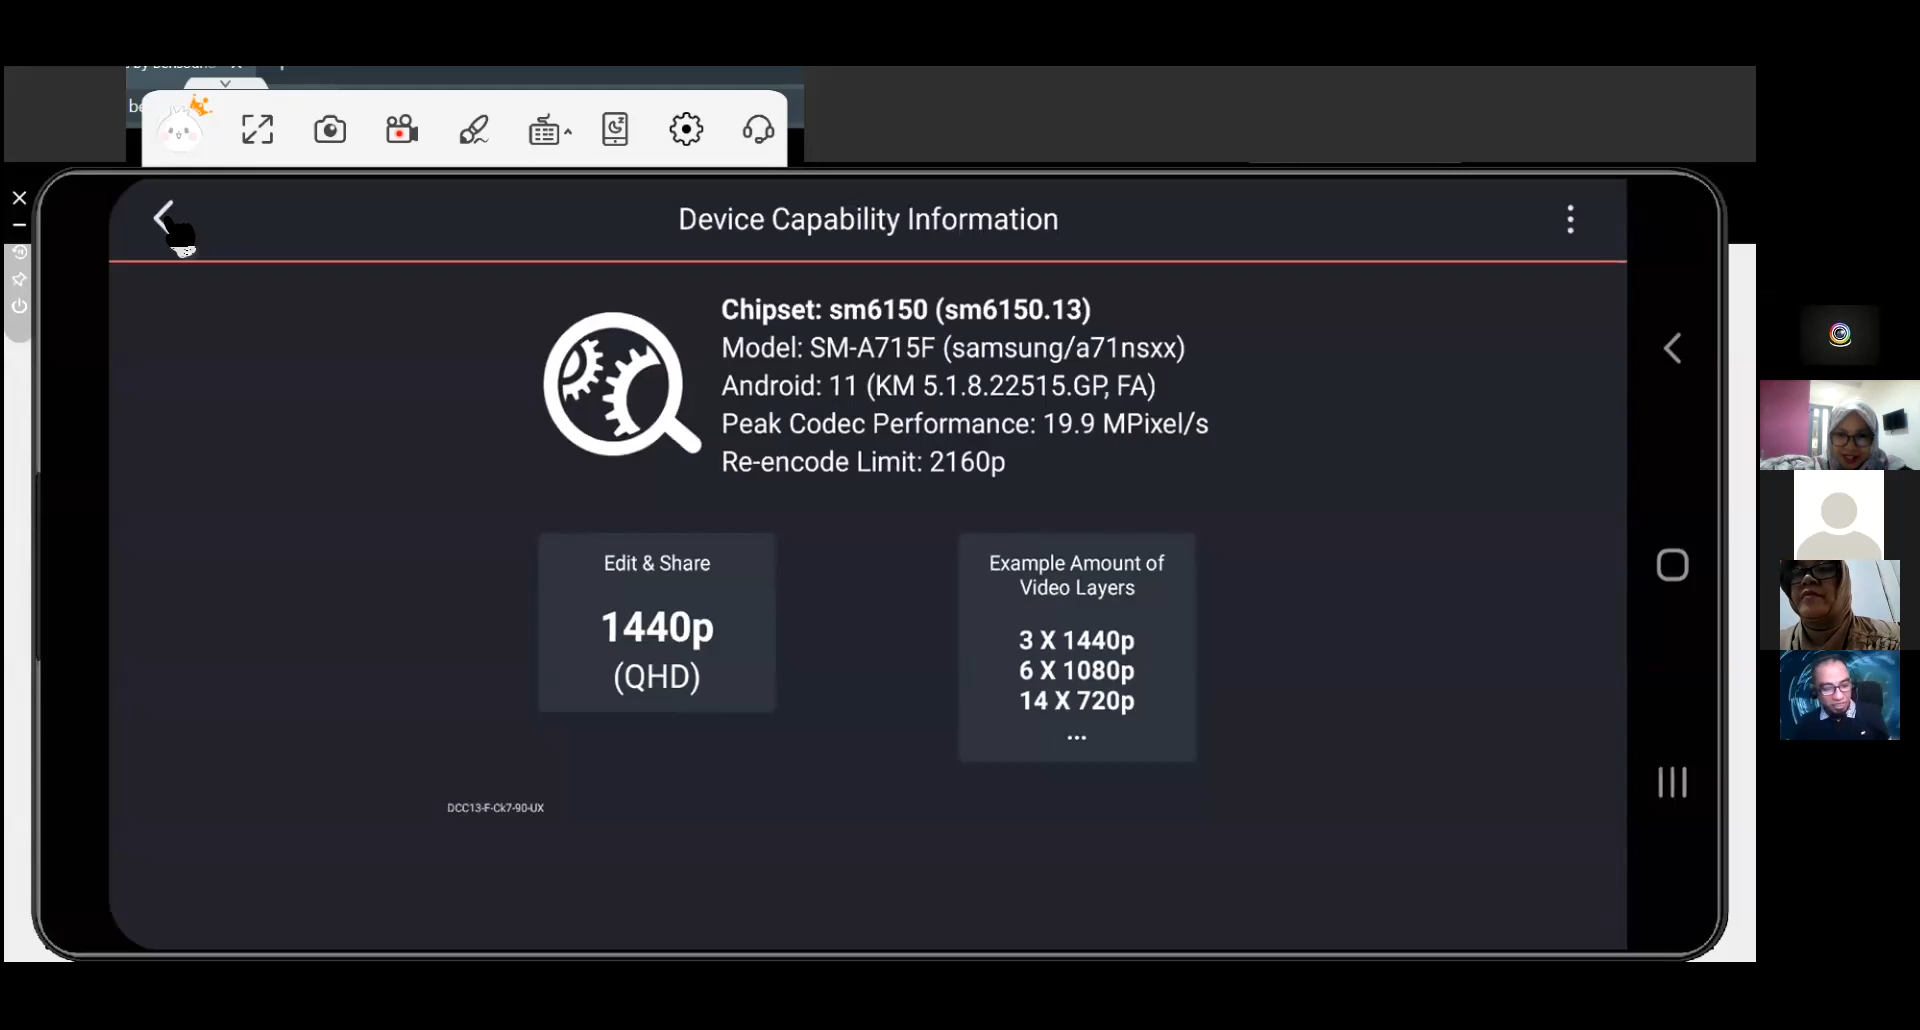 be
Device Capability Information
Chipset: sm6150 (sm6150.13)
Model: SM-A715F (samsung/a71nsxx)
Android: 11 (KM 5.1.8.22515.GP, FA)
Peak Codec Performance: 19.9 MPixel/s
Re-encode Limit: 2160p
Edit & Share
1440p
(QHD)
Example Amount of
Video Layers
3 X 1440p
6 X 1080p
14 X 720p
...
DCC13-F-Ck7-90-UX